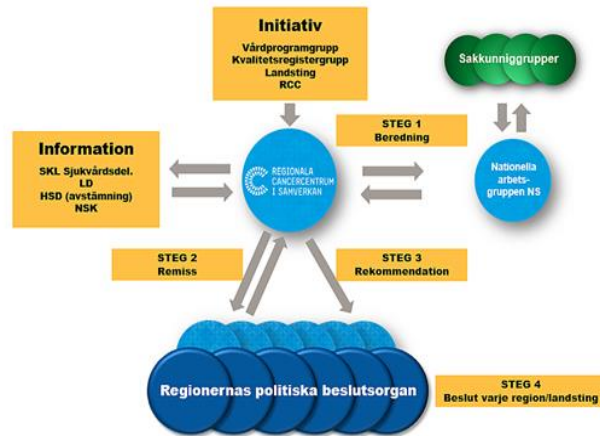 Initiativ
Vårdprogramgrupp
Kvalitetsregistergrupp
Landsting
RCC
Sakkunniggrupper
STEG 1
Beredning
Information
SKL Sjukvårdsdel.
LD
HSD (avstämning)
NSK
REGIONALA
CANCERCENTRUM
I SAMVERKAN
Nationella
arbets-
gruppen NS
STEG 2
Remiss
STEG 3
Rekommendation
Regionernas politiska beslutsorgan
STEG 4
Beslut varje region/landsting